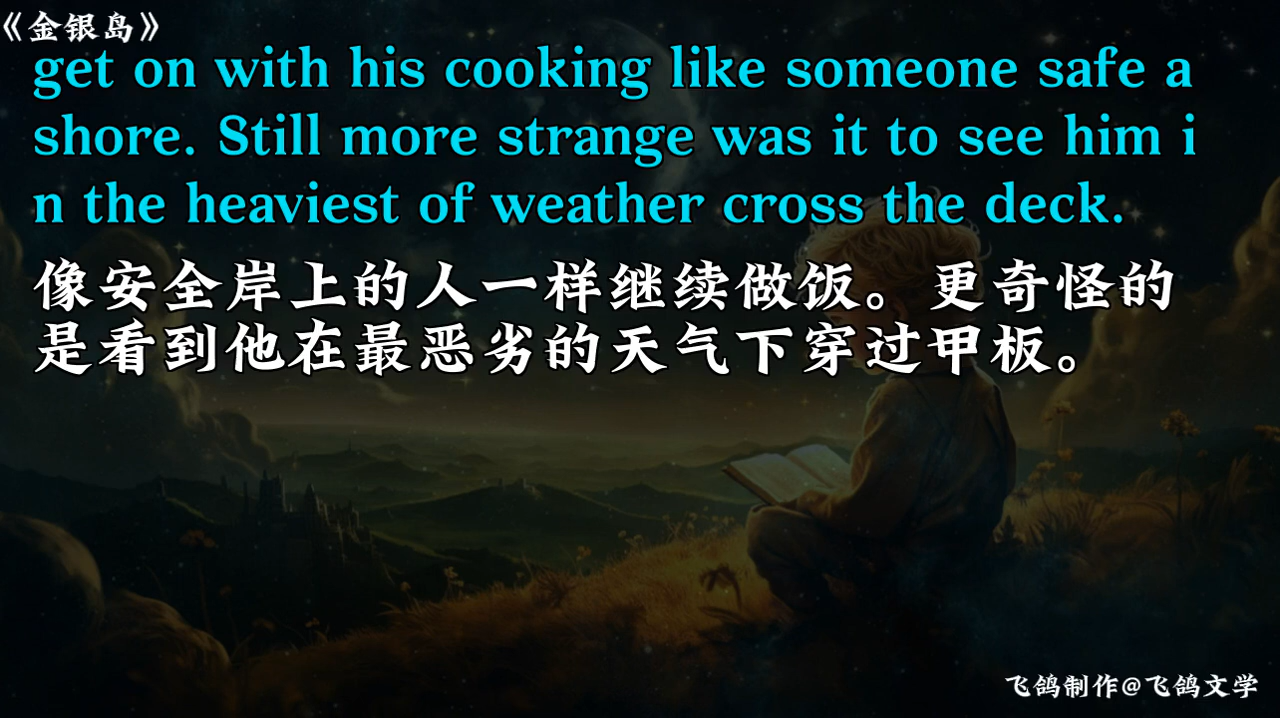 《金银岛》
get on with his cooking like someone safe a
shore. Still more strange was it to see him i
n the heaviest of weather cross the deck.
像安全岸上的人一样继续做饭。更奇怪的
是看到他在最恶劣的天气下穿过甲板。
飞鸽制作@飞鸽文学